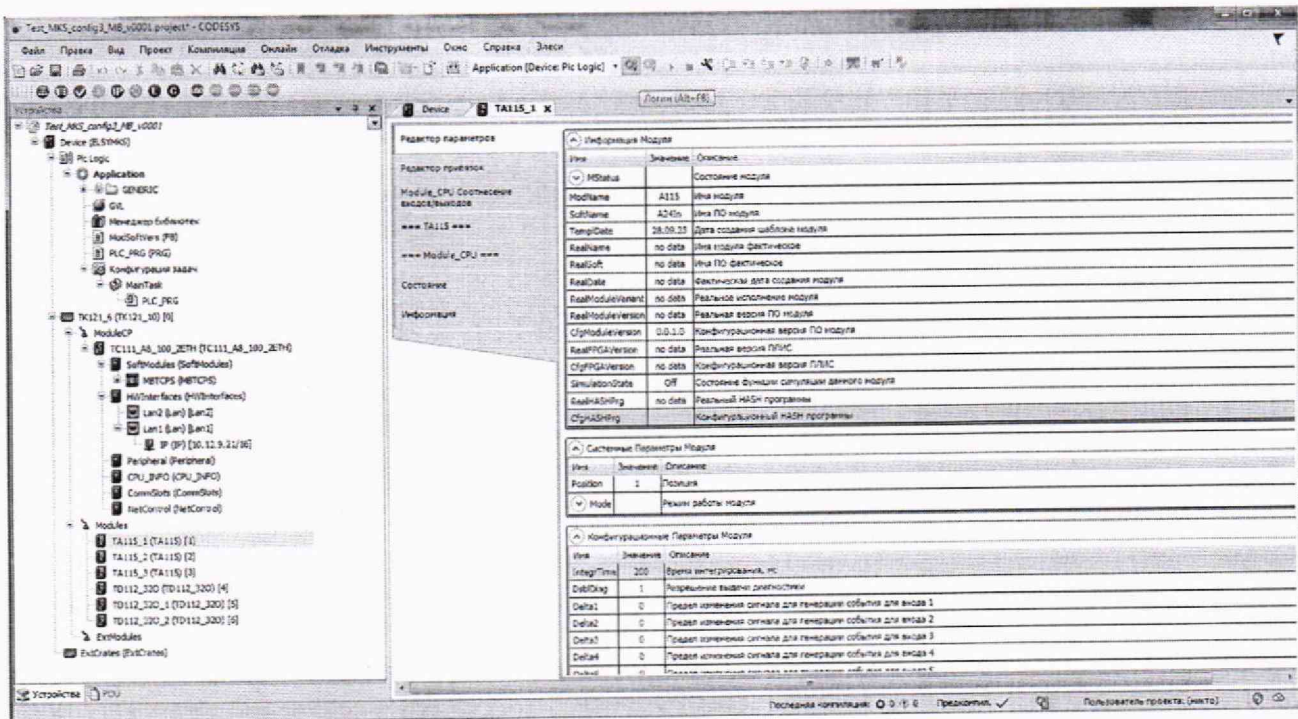 Test_MKS_config3_MB_v0001.project* - CODESYS
Файл Правка Вид Проект Компиляция Онлайн Отладка Инструменты Окно Справка Элеси
Application [Device: Plc Logic]
Логин (Alt+F8)
Устройства
Test_MKS_config3_MB_v0001
Device (ELSYMKS)
Plc Logic
Application
GENERIC
GVL
Менеджер библиотек
ModSoftVers (FB)
PLC_PRG (PRG)
Конфигурация задач
MainTask
PLC_PRG
TK121_6 (TK121_10) [0]
ModuleCP
TC111_A8_100_2ETH (TC111_A8_100_2ETH)
SoftModules (SoftModules)
MBTCPS (MBTCPS)
HWInterfaces (HWInterfaces)
Lan2 (Lan) [Lan2]
Lan1 (Lan) [Lan1]
IP (IP) [10.12.9.21/16]
Peripheral (Peripheral)
CPU_INFO (CPU_INFO)
CommSlots (CommSlots)
NetControl (NetControl)
Modules
TA115_1 (TA115) [1]
TA115_2 (TA115) [2]
TA115_3 (TA115) [3]
TD112_32O (TD112_32O) [4]
TD112_32O_1 (TD112_32O) [5]
TD112_32O_2 (TD112_32O) [6]
ExtModules
ExtCrates (ExtCrates)
Устройства POU
Device TA115_1 X
Редактор параметров
Редактор привязок
Module_CPU Соотнесение
входов/выходов
=== TA115 ===
=== Module_CPU ===
Состояние
Информация
Информация Модуля
Имя Значение Описание
MStatus Состояние модуля
ModName A115 Имя модуля
SoftName A24In Имя ПО модуля
TemplDate 28.09.23 Дата создания шаблона модуля
RealName no data Имя модуля фактическое
RealSoft no data Имя ПО фактическое
RealDate no data Фактическая дата создания модуля
RealModuleVariant no data Реальное исполнение модуля
RealModuleVersion no data Реальная версия ПО модуля
CfgModuleVersion 0.0.1.0 Конфигурационная версия ПО модуля
RealFPGAVersion no data Реальная версия ПЛИС
CfgFPGAVersion no data Конфигурационная версия ПЛИС
SimulationState Off Состояние функции симуляции данного модуля
RealHASHPrg no data Реальный HASH программы
CfgHASHPrg Конфигурационный HASH программы
Системные Параметры Модуля
Имя Значение Описание
Position 1 Позиция
Mode Режим работы модуля
Конфигурационные Параметры Модуля
Имя Значение Описание
IntegrTime 200 Время интегрирования, мс
DsblDiag 1 Разрешение выдачи диагностики
Delta1 0 Предел изменения сигнала для генерации события для входа 1
Delta2 0 Предел изменения сигнала для генерации события для входа 2
Delta3 0 Предел изменения сигнала для генерации события для входа 3
Delta4 0 Предел изменения сигнала для генерации события для входа 4
Последняя компиляция: 0 0 Предкомпил. Пользователь проекта: (никто)